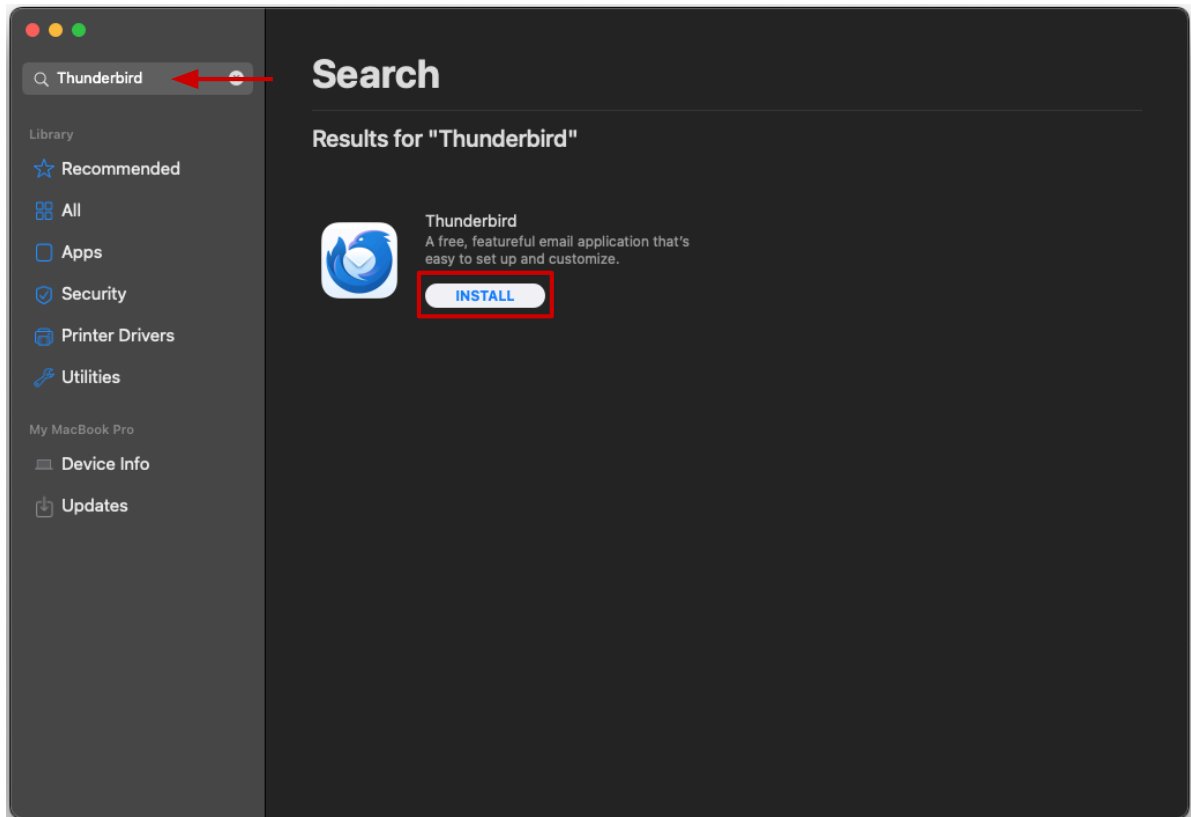 Thunderbird
Library
Recommended
All
Apps
Security
Printer Drivers
Utilities
My MacBook Pro
Device Info
Updates
Search
Results for "Thunderbird"
Thunderbird
A free, featureful email application that's
easy to set up and customize.
INSTALL